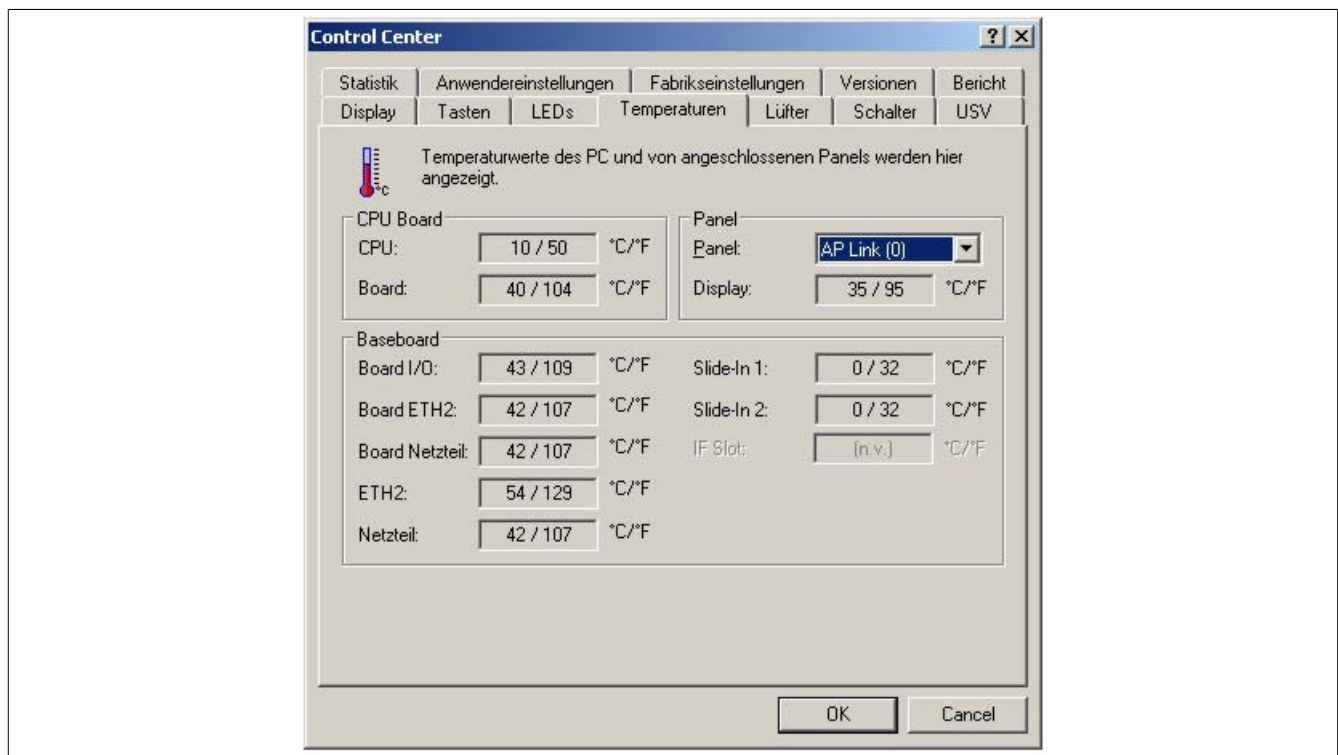 Control Center
Statistik Anwendereinstellungen Fabrikseinstellungen Versionen Bericht
Display Tasten LEDs Temperaturen Lüfter Schalter USV
Temperaturwerte des PC und von angeschlossenen Panels werden hier
angezeigt.
°C
CPU Board
CPU: 10 / 50 °C/°F
Board: 40 / 104 °C/°F
Panel
Panel: AP Link (0)
Display: 35 / 95 °C/°F
Baseboard
Board I/O: 43 / 109 °C/°F Slide-In 1: 0 / 32 °C/°F
Board ETH2: 42 / 107 °C/°F Slide-In 2: 0 / 32 °C/°F
Board Netzteil: 42 / 107 °C/°F IF Slot: (n.v.) °C/°F
ETH2: 54 / 129 °C/°F
Netzteil: 42 / 107 °C/°F
OK Cancel